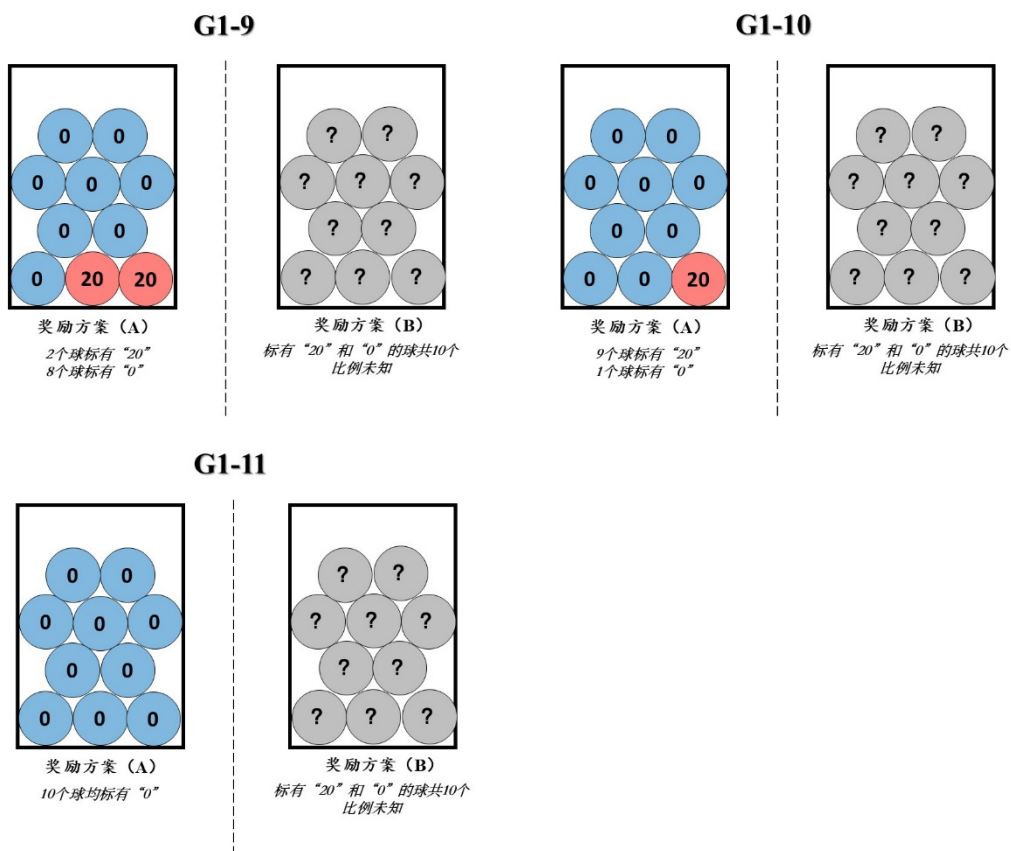 G1-9
0 0
0 0 0
0 0
0 20 20
奖励方案（A）
2个球标有“20”
8个球标有“0”
? ?
? ? ?
? ?
? ? ?
奖励方案（B）
标有“20”和“0”的球共10个
比例未知
G1-10
0 0
0 0 0
0 0
0 0 20
奖励方案（A）
9个球标有“20”
1个球标有“0”
? ?
? ? ?
? ?
? ? ?
奖励方案（B）
标有“20”和“0”的球共10个
比例未知
G1-11
0 0
0 0 0
0 0
0 0 0
奖励方案（A）
10个球均标有“0”
? ?
? ? ?
? ?
? ? ?
奖励方案（B）
标有“20”和“0”的球共10个
比例未知